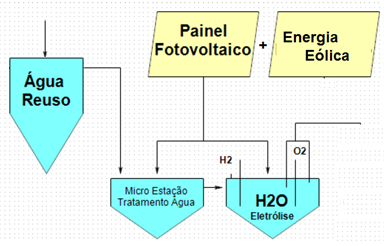 Painel
Fotovoltaico
+
Energia
Eólica
Água
Reuso
H2
O2
Micro Estação
Tratamento Água
H2O
Eletrólise